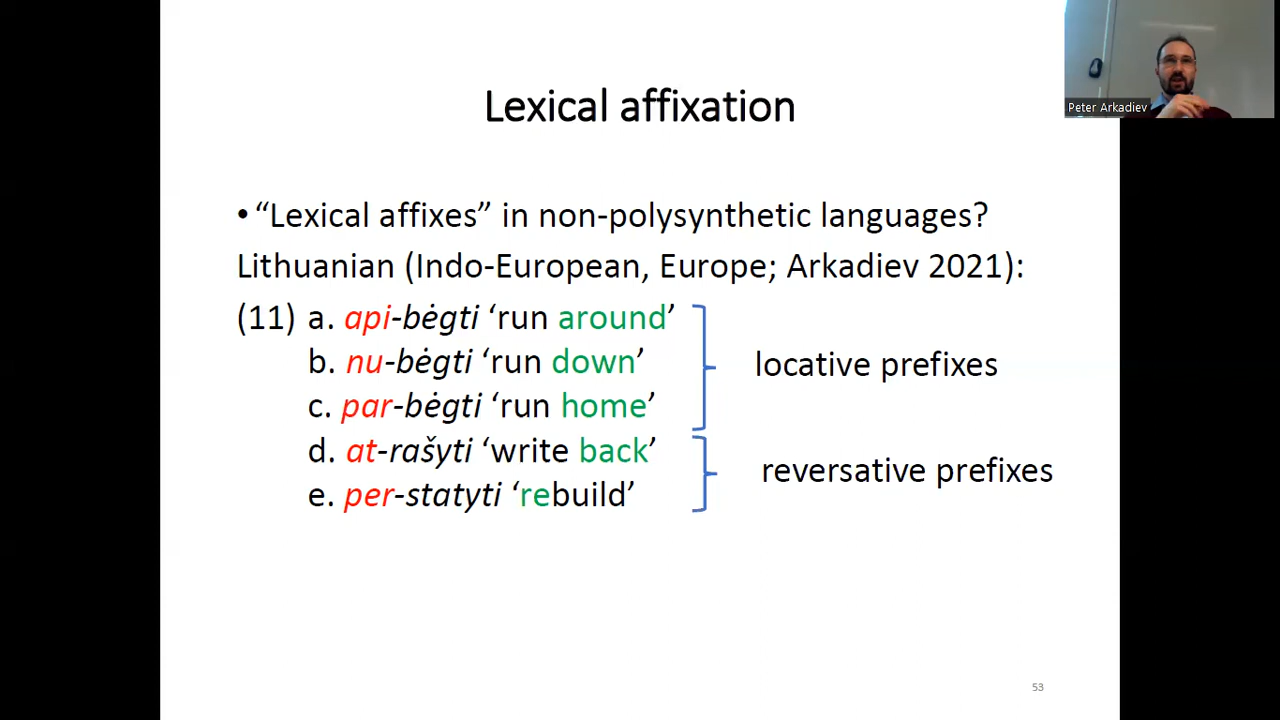 Lexical affixation
Peter Arkadiev
• “Lexical affixes” in non-polysynthetic languages?
Lithuanian (Indo-European, Europe; Arkadiev 2021):
(11) a. api-bėgti ‘run around’
b. nu-bėgti ‘run down’
locative prefixes
c. par-bėgti ‘run home’
d. at-rašyti ‘write back’
reversative prefixes
e. per-statyti ‘rebuild’
53